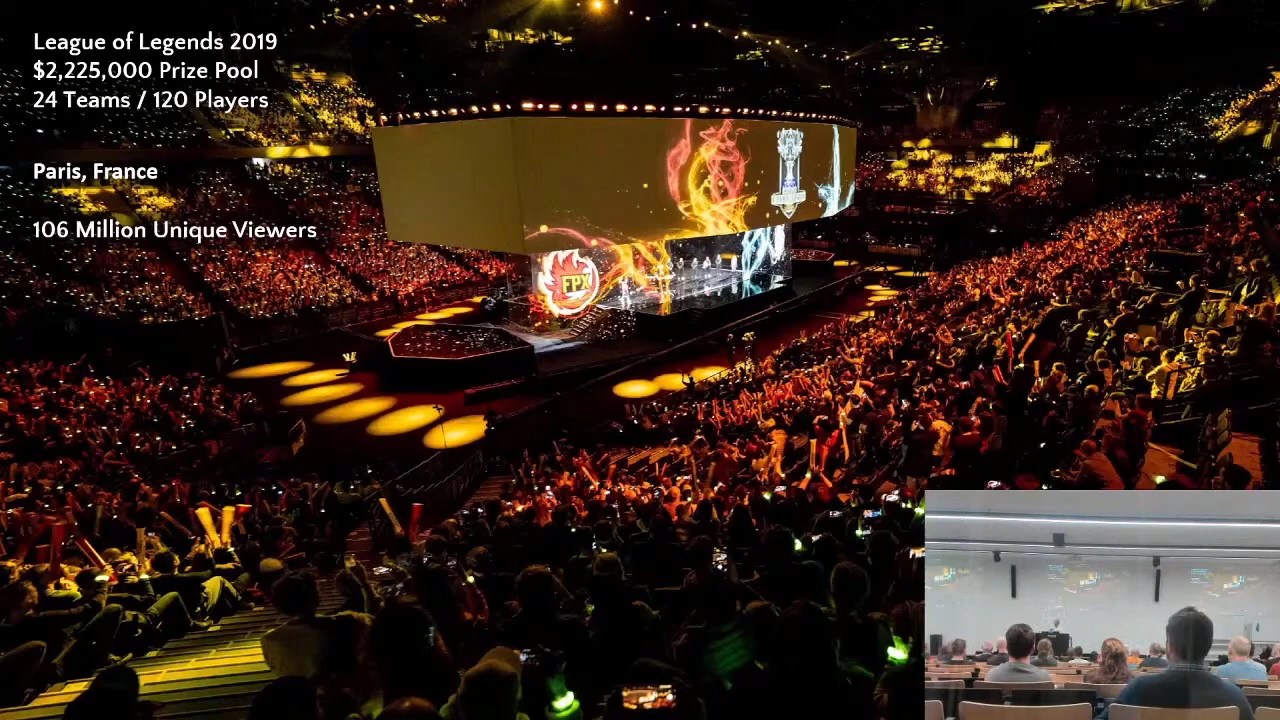 League of Legends 2019
$2,225,000 Prize Pool
24 Teams / 120 Players
Paris, France
106 Million Unique Viewers
FPX